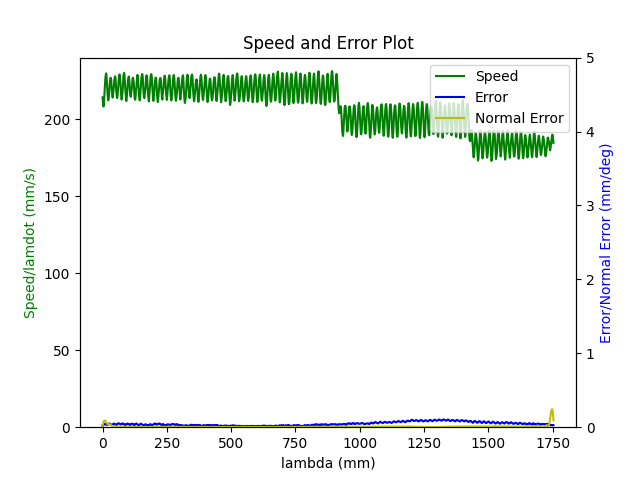 Speed and Error Plot
Speed
Error
Normal Error
Speed/lamdot (mm/s)
0
50
100
150
200
Error/Normal Error (mm/deg)
0
1
2
3
4
5
0 250 500 750 1000 1250 1500 1750
lambda (mm)